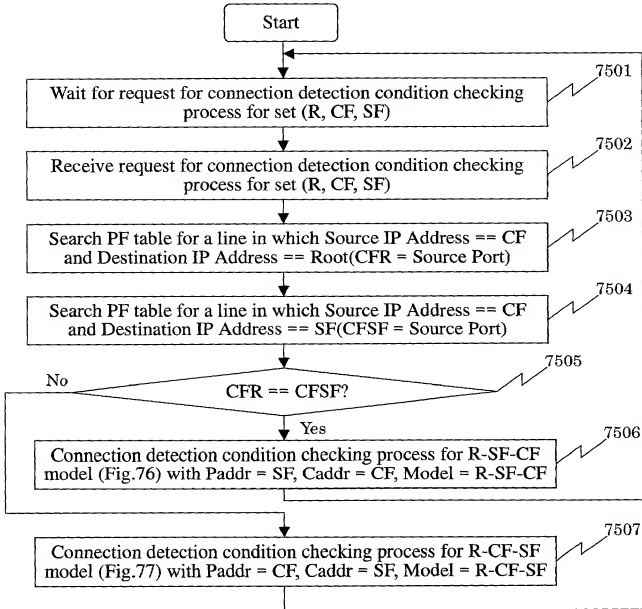 Start
7501
Wait for request for connection detection condition checking
process for set (R, CF, SF)
7502
Receive request for connection detection condition checking
process for set (R, CF, SF)
7503
Search PF table for a line in which Source IP Address == CF
and Destination IP Address == Root(CFR = Source Port)
7504
Search PF table for a line in which Source IP Address == CF
and Destination IP Address == SF(CFSF = Source Port)
7505
No
CFR == CFSF?
Yes
7506
Connection detection condition checking process for R-SF-CF
model (Fig.76) with Paddr = SF, Caddr = CF, Model = R-SF-CF
7507
Connection detection condition checking process for R-CF-SF
model (Fig.77) with Paddr = CF, Caddr = SF, Model = R-CF-SF